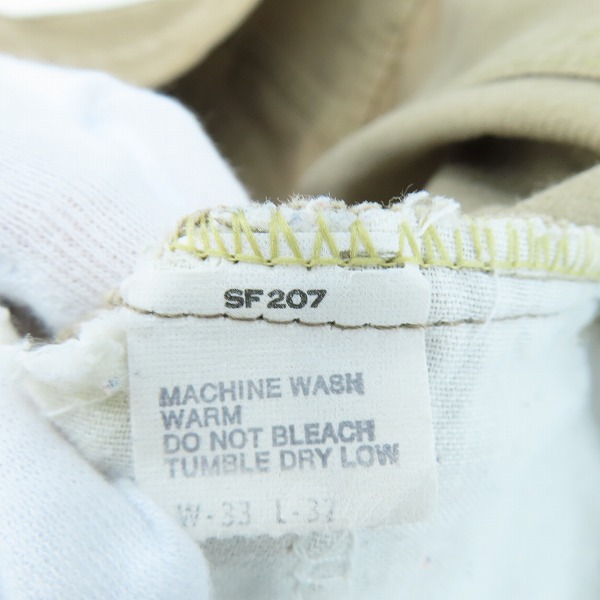 SF 207
MACHINE WASH
WARM
DO NOT BLEACH
TUMBLE DRY LOW
W-33 L-32